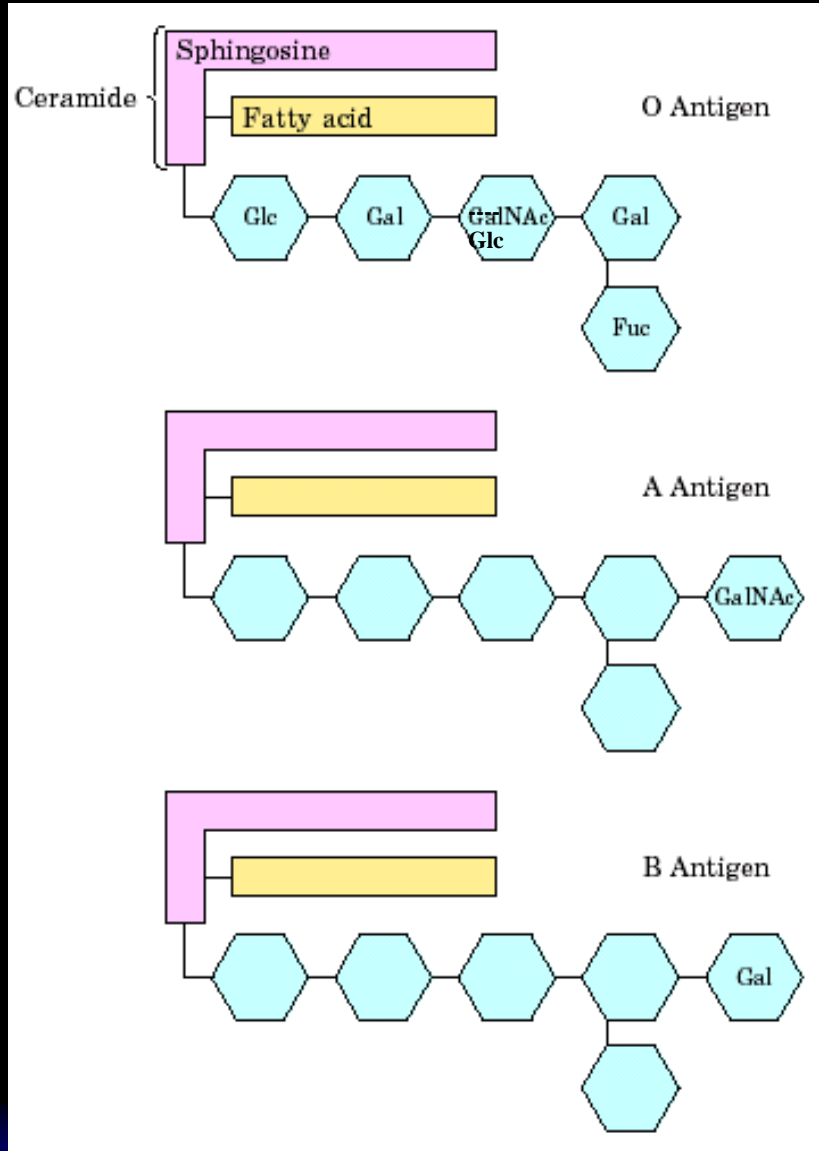 Sphingosine
Ceramide
Fatty acid
O Antigen
Glc
Gal
GalNAc
Glc
Gal
Fuc
A Antigen
GalNAc
B Antigen
Gal